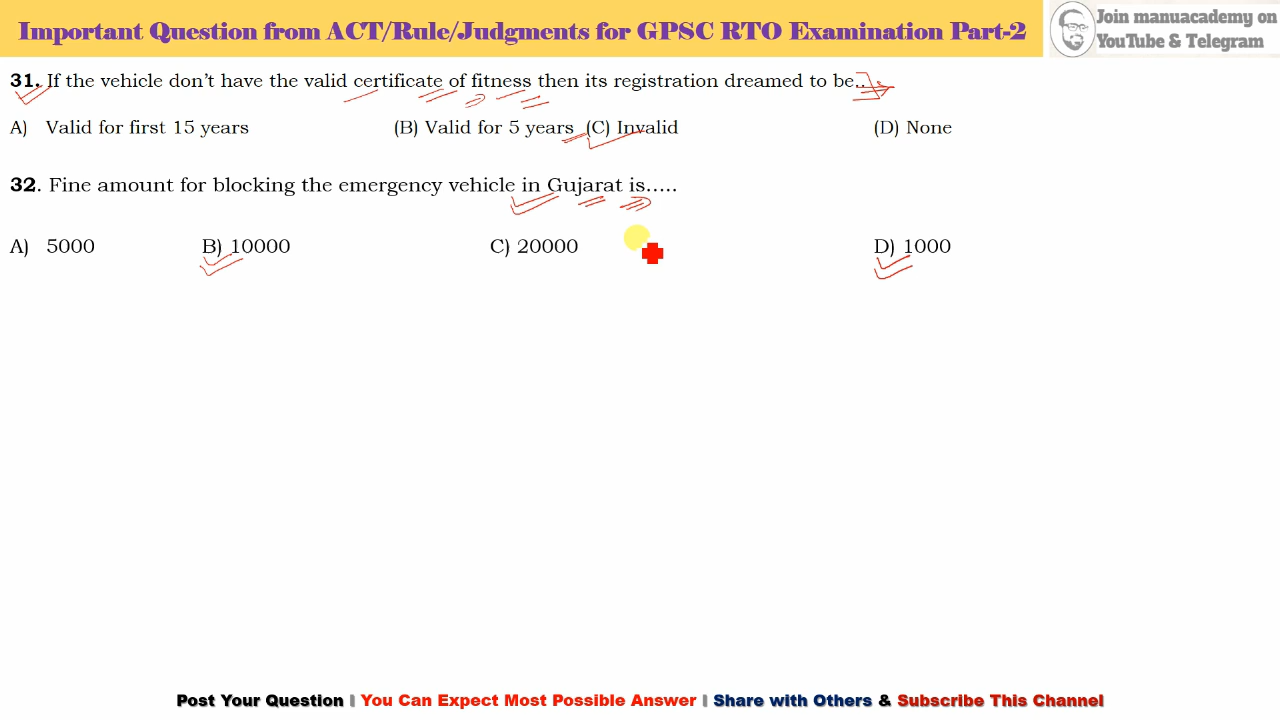 Important Question from ACT/Rule/Judgments for GPSC RTO Examination Part-2
Join manuacademy on
YouTube & Telegram
31. If the vehicle don't have the valid certificate of fitness then its registration dreamed to be..
A) Valid for first 15 years (B) Valid for 5 years (C) Invalid (D) None
32. Fine amount for blocking the emergency vehicle in Gujarat is.....
A) 5000 B) 10000 C) 20000 D) 1000
Post Your Question | You Can Expect Most Possible Answer | Share with Others & Subscribe This Channel